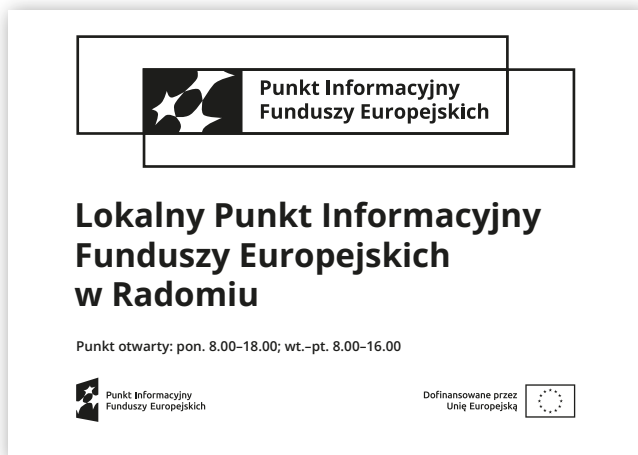 Punkt Informacyjny
Funduszy Europejskich
Lokalny Punkt Informacyjny
Funduszy Europejskich
w Radomiu
Punkt otwarty: pon. 8.00–18.00; wt.–pt. 8.00–16.00
Punkt Informacyjny
Funduszy Europejskich
Dofinansowane przez
Unię Europejską